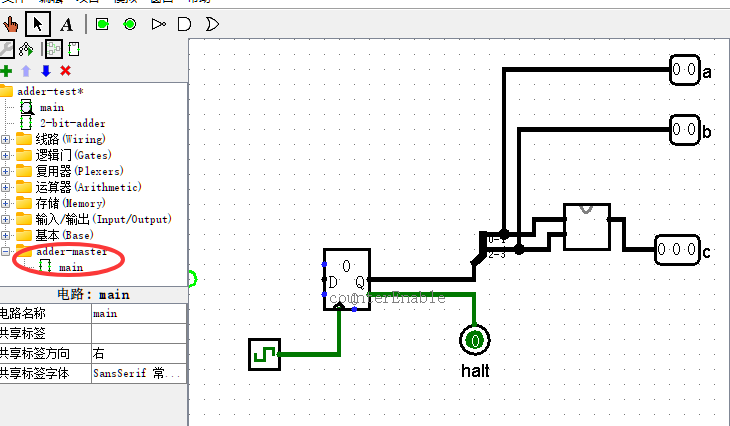 A
adder-test*
main
2-bit-adder
线路(Wiring)
逻辑门(Gates)
复用器(Plexers)
运算器(Arithmetic)
存储(Memory)
输入/输出(Input/Output)
基本(Base)
adder-master
main
电路: main
电路名称 main
共享标签
共享标签方向 右
共享标签字体 SansSerif 常...
0 0 a
0 0 b
0-1
2-3
0 0 0 c
0
D Q
counterEnable
0
halt